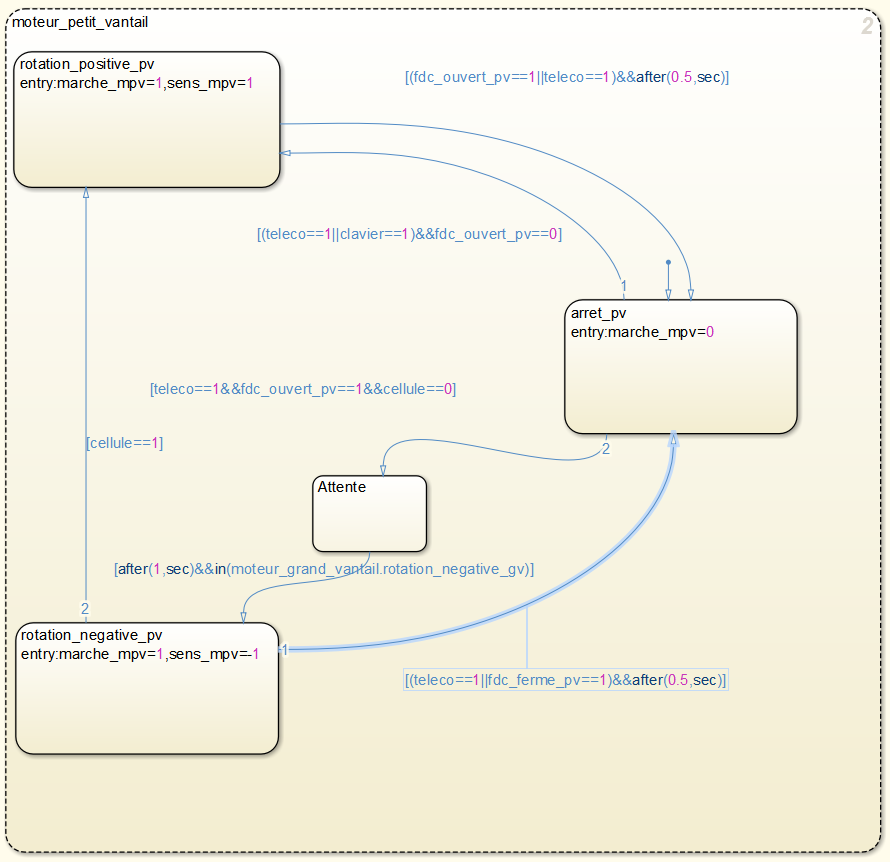 moteur_petit_vantail
2
rotation_positive_pv
entry:marche_mpv=1,sens_mpv=1
[(fdc_ouvert_pv==1||teleco==1)&&after(0.5,sec)]
[(teleco==1||clavier==1)&&fdc_ouvert_pv==0]
1
arret_pv
entry:marche_mpv=0
[teleco==1&&fdc_ouvert_pv==1&&cellule==0]
[cellule==1]
2
Attente
[after(1,sec)&&in(moteur_grand_vantail.rotation_negative_gv)]
2
rotation_negative_pv
entry:marche_mpv=1,sens_mpv=-1
1
[(teleco==1||fdc_ferme_pv==1)&&after(0.5,sec)]